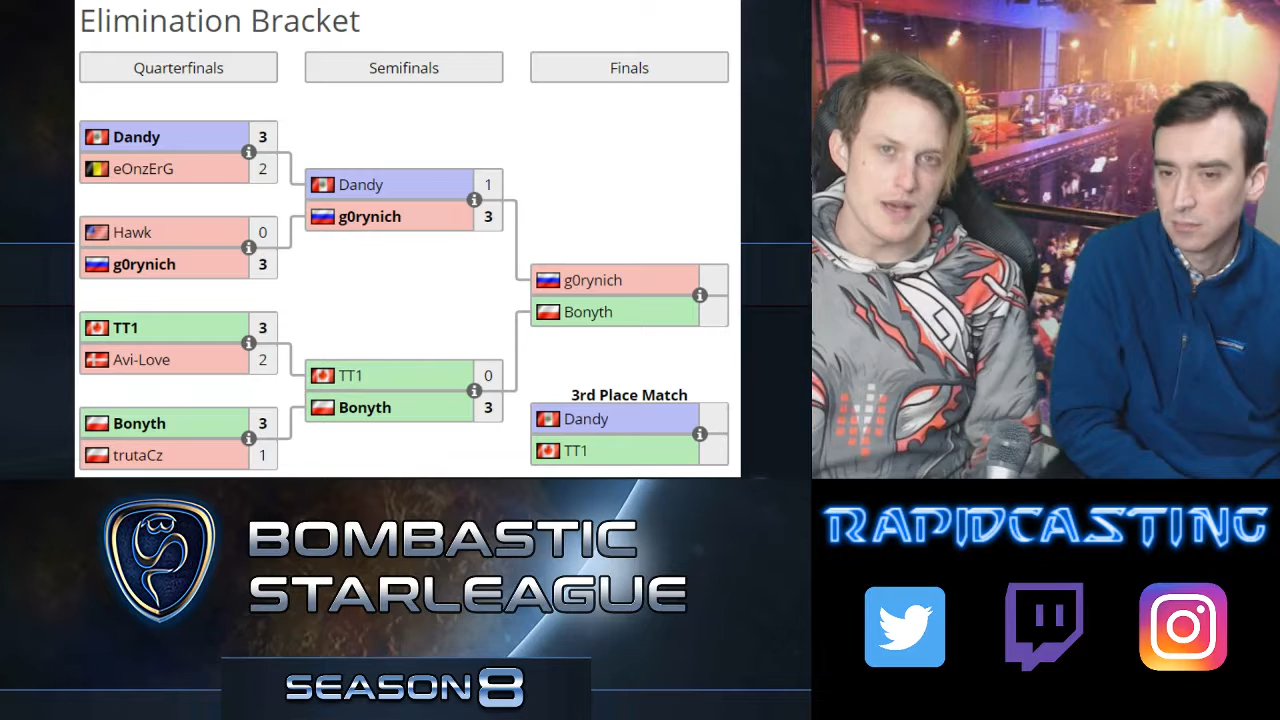 Elimination Bracket
Quarterfinals
Semifinals
Finals
Dandy 3
eOnzErG 2
Hawk 0
g0rynich 3
TT1 3
Avi-Love 2
Bonyth 3
trutaCz 1
Dandy 1
g0rynich 3
TT1 0
Bonyth 3
g0rynich
Bonyth
3rd Place Match
Dandy
TT1
BOMBASTIC
STARLEAGUE
SEASON 8
RAPIDCASTING